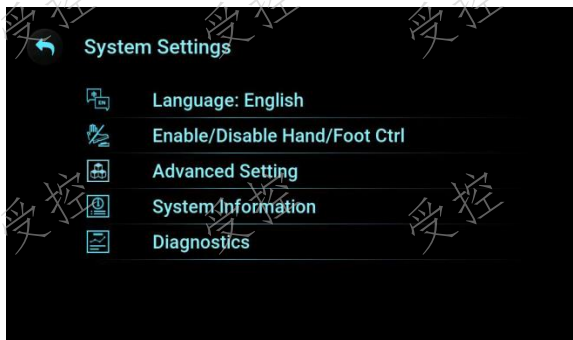 受控
受控
受控
System Settings
EN
Language: English
Enable/Disable Hand/Foot Ctrl
Advanced Setting
System Information
Diagnostics
受控
受控
受控